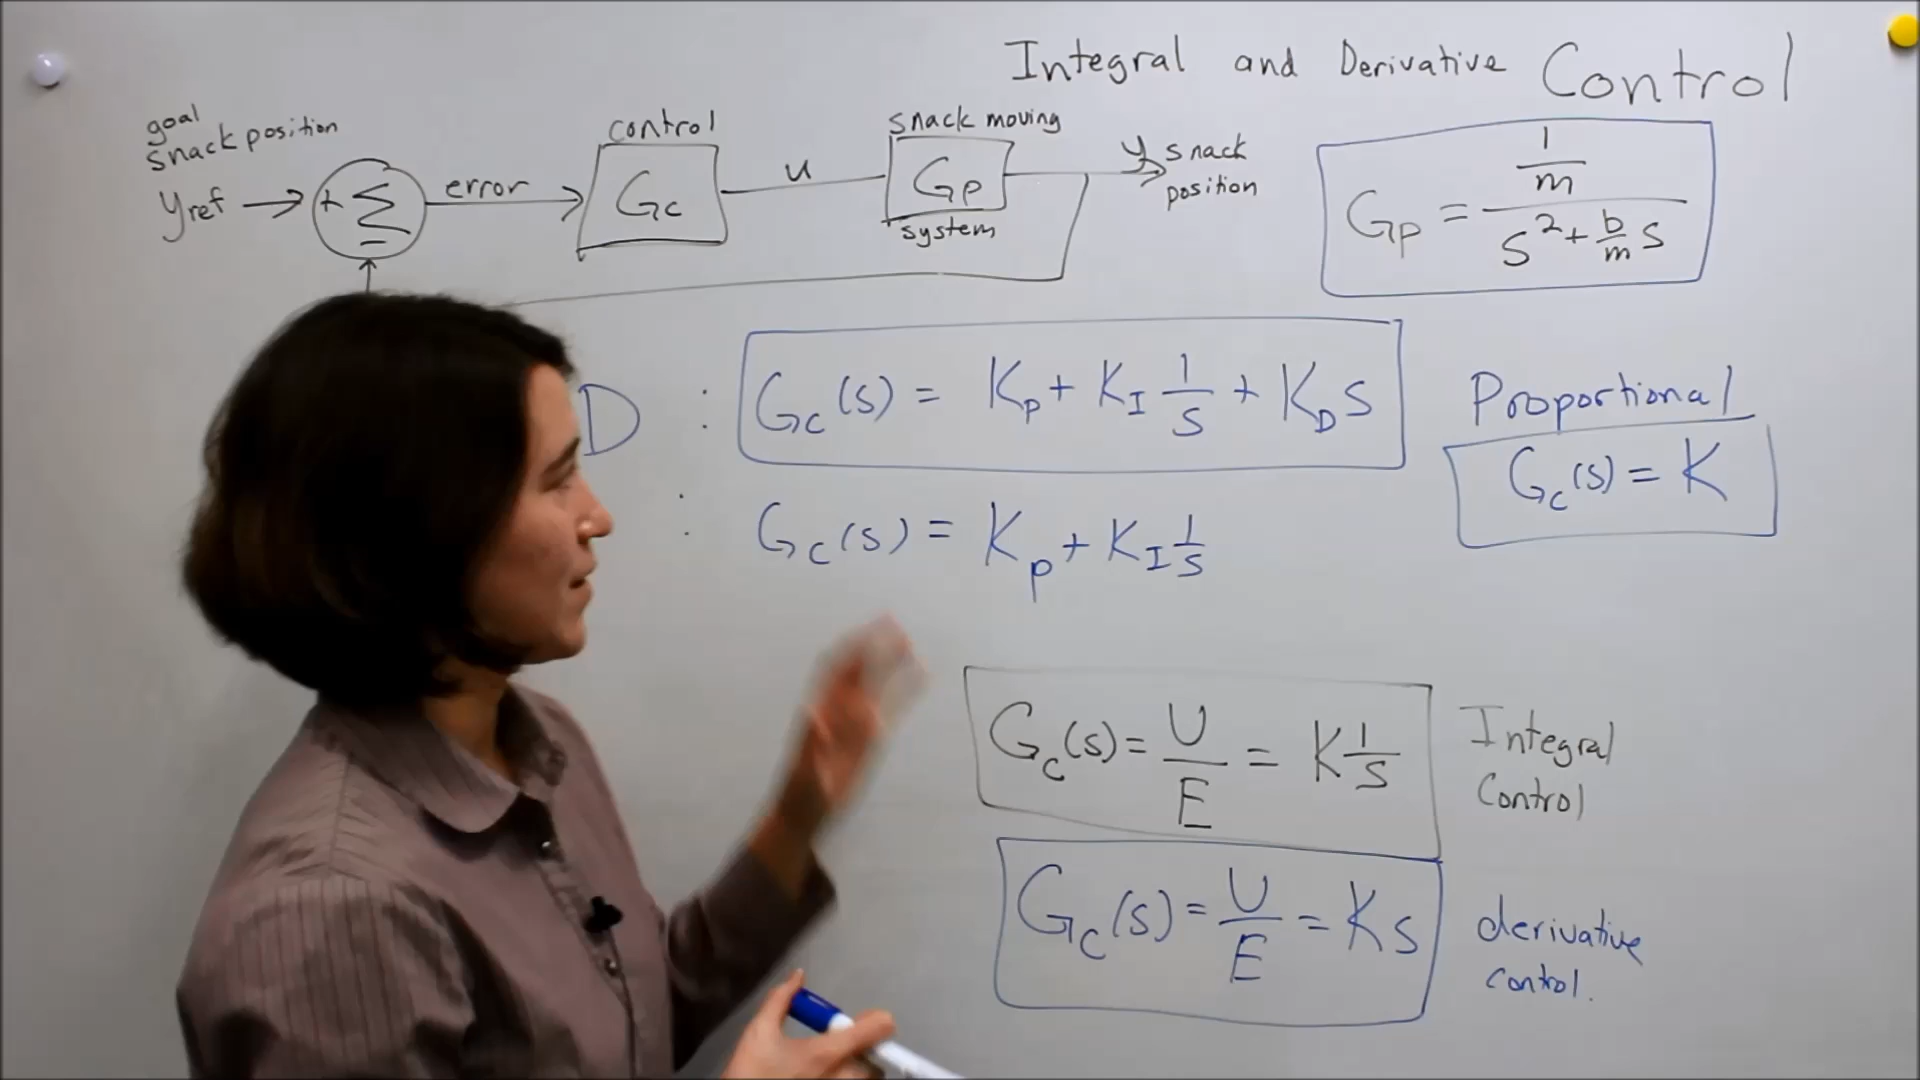 Integral and Derivative Control
goal
snack position
yref
+ Σ −
error
control
Gc
u
snack moving
Gp
system
y snack
position
Gp = (1/m) / (s² + (b/m) s)
D : Gc(s) = Kp + KI 1/s + KD s
: Gc(s) = Kp + KI 1/s
Proportional
Gc(s) = K
Gc(s) = U/E = K 1/s
Integral
Control
Gc(s) = U/E = Ks
derivative
control.